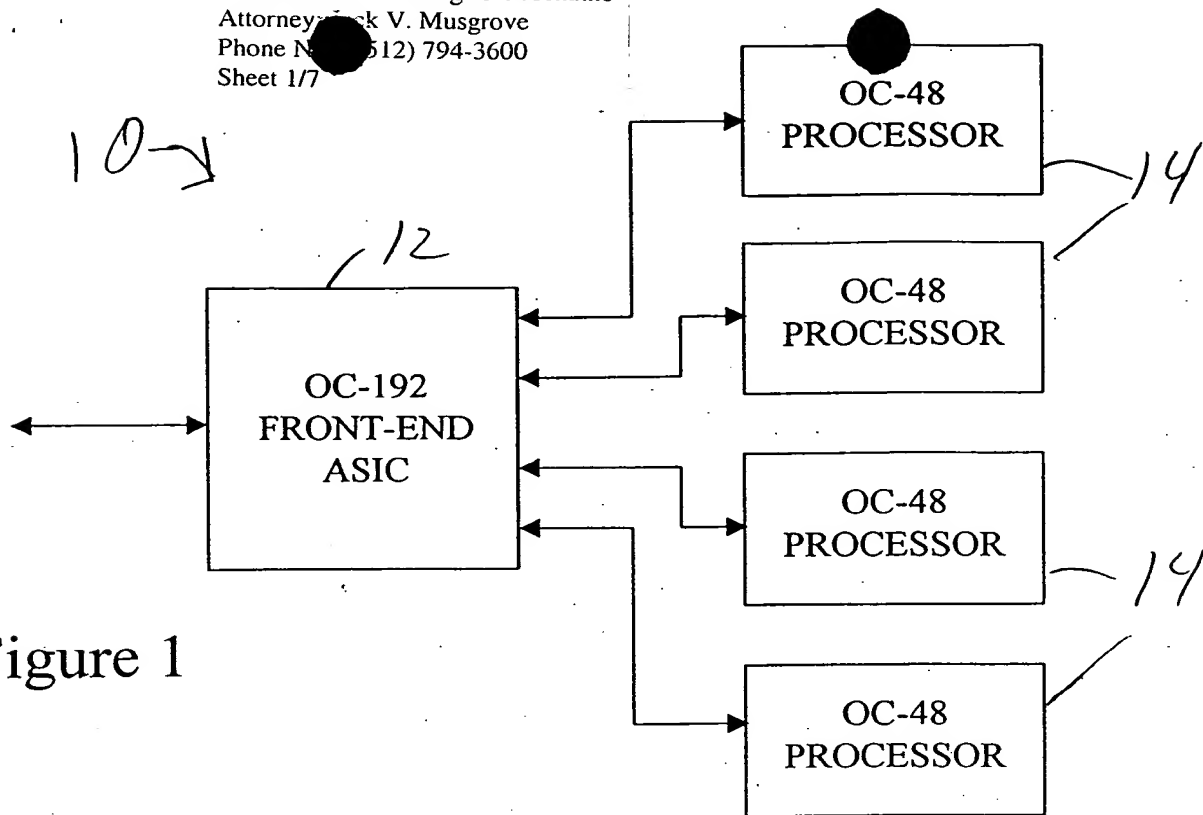 Attorney: V. Musgrove
Phone 512) 794-3600
Sheet 1/7
10
12
OC-192
FRONT-END
ASIC
OC-48
PROCESSOR
14
OC-48
PROCESSOR
OC-48
PROCESSOR
14
OC-48
PROCESSOR
igure 1